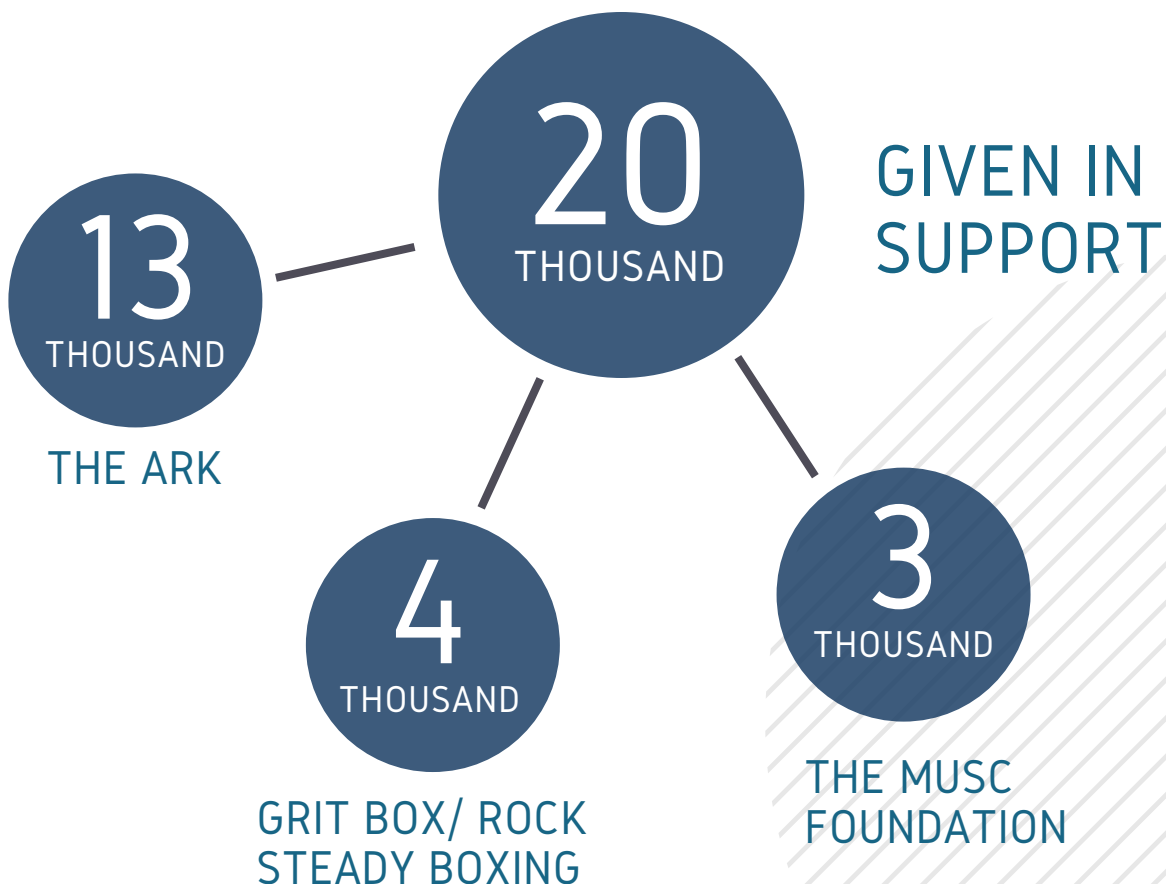 20
THOUSAND
GIVEN IN
SUPPORT
13
THOUSAND
THE ARK
4
THOUSAND
GRIT BOX/ ROCK
STEADY BOXING
3
THOUSAND
THE MUSC
FOUNDATION